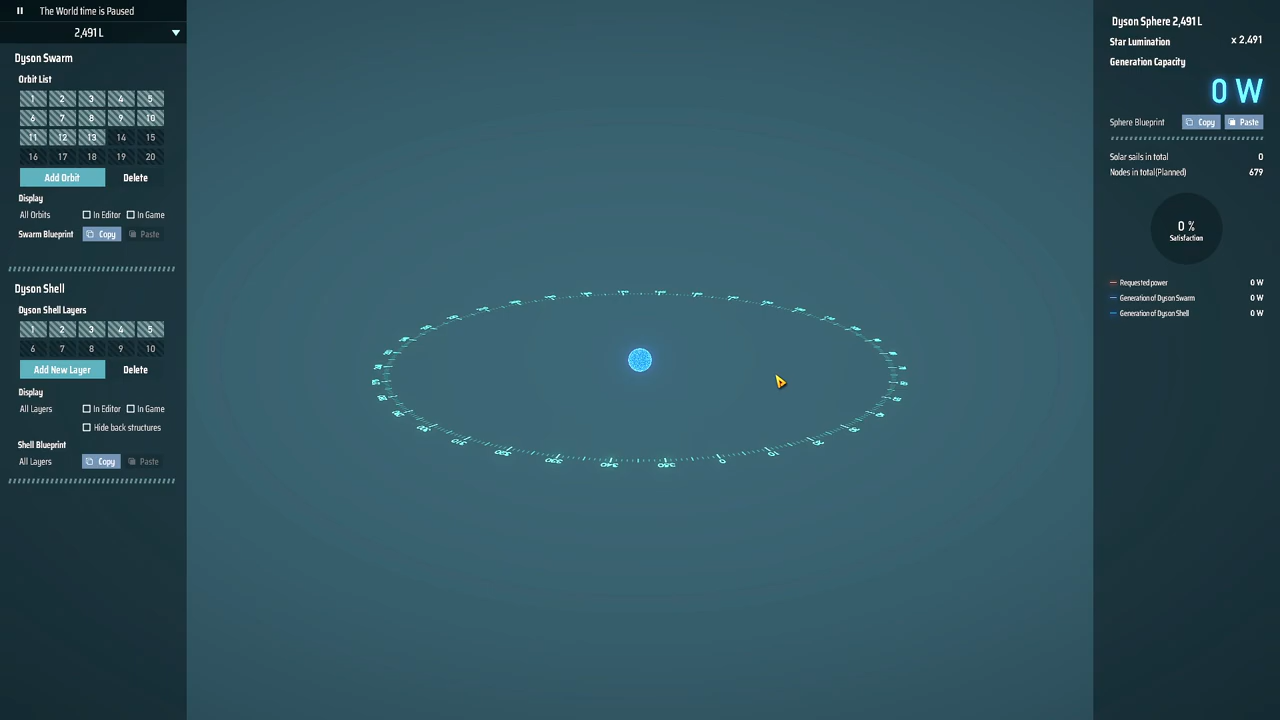 The World time is Paused
2,491 L
Dyson Swarm
Orbit List
1 2 3 4 5
6 7 8 9 10
11 12 13 14 15
16 17 18 19 20
Add Orbit Delete
Display
All Orbits In Editor In Game
Swarm Blueprint Copy Paste
Dyson Shell
Dyson Shell Layers
1 2 3 4 5
6 7 8 9 10
Add New Layer Delete
Display
All Layers In Editor In Game
Hide back structures
Shell Blueprint
All Layers Copy Paste
330 340 350 0 10
Dyson Sphere 2,491 L
Star Lumination x 2,491
Generation Capacity
0 W
Sphere Blueprint Copy Paste
Solar sails in total 0
Nodes in total(Planned) 679
0 %
Satisfaction
Requested power 0 W
Generation of Dyson Swarm 0 W
Generation of Dyson Shell 0 W